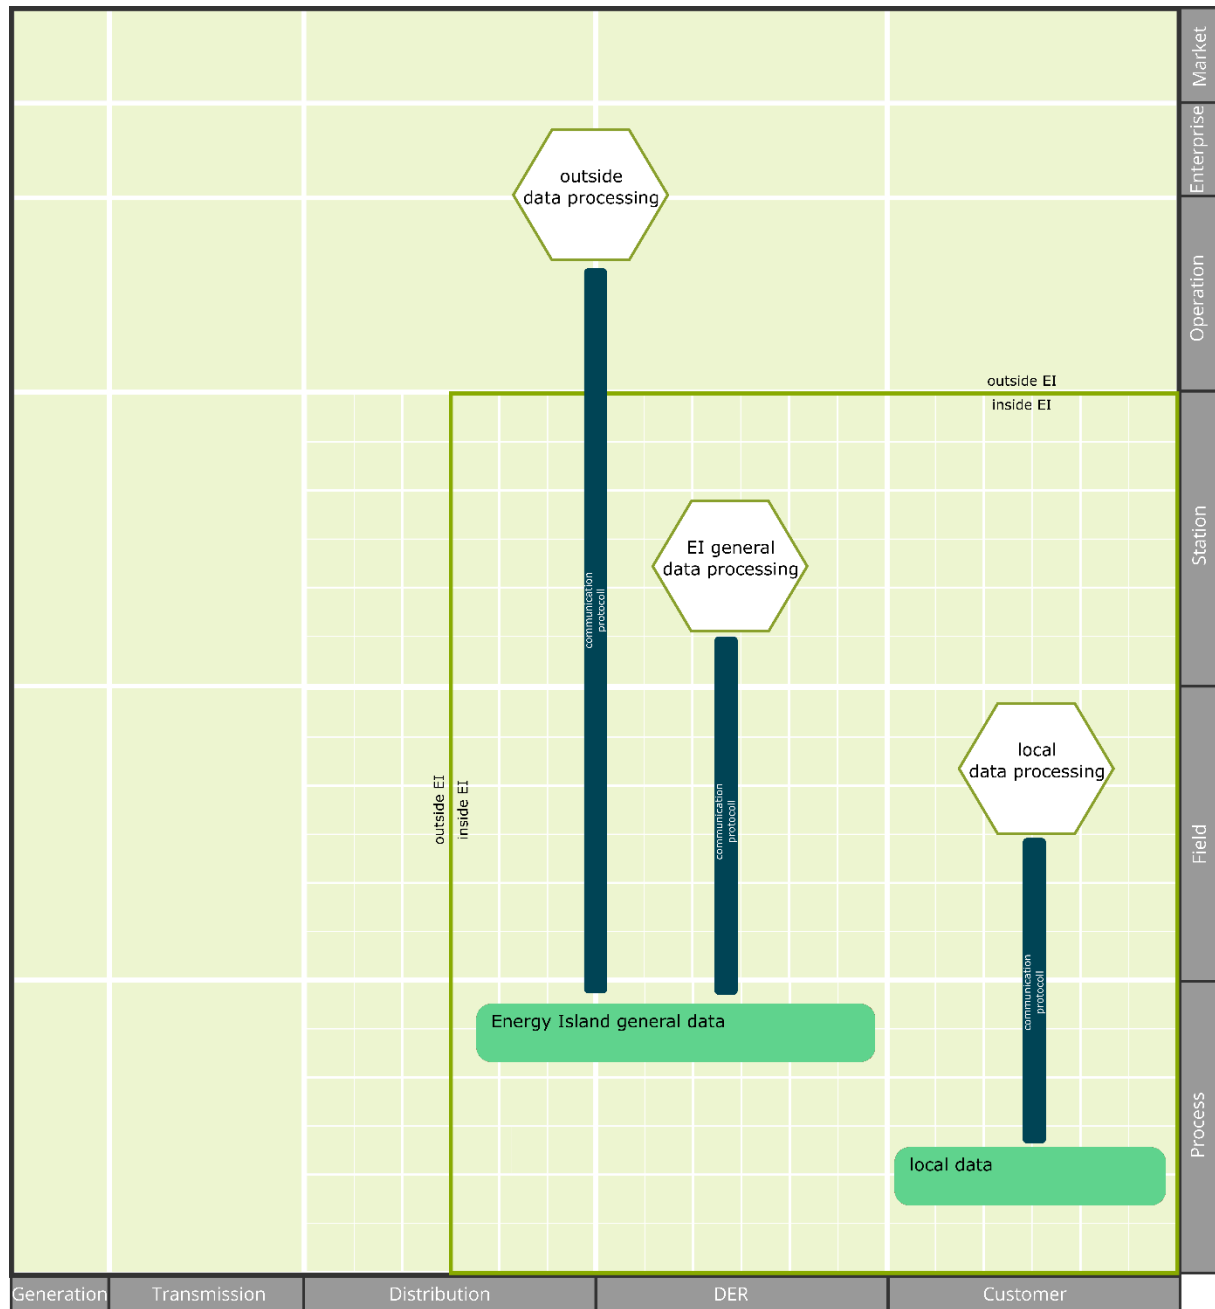 Market
Enterprise
outside
data processing
Operation
outside EI
inside EI
Station
EI general
data processing
communication
protocoll
local
data processing
outside EI
inside EI
communication
protocoll
Field
communication
protocoll
Energy Island general data
Process
local data
Generation
Transmission
Distribution
DER
Customer